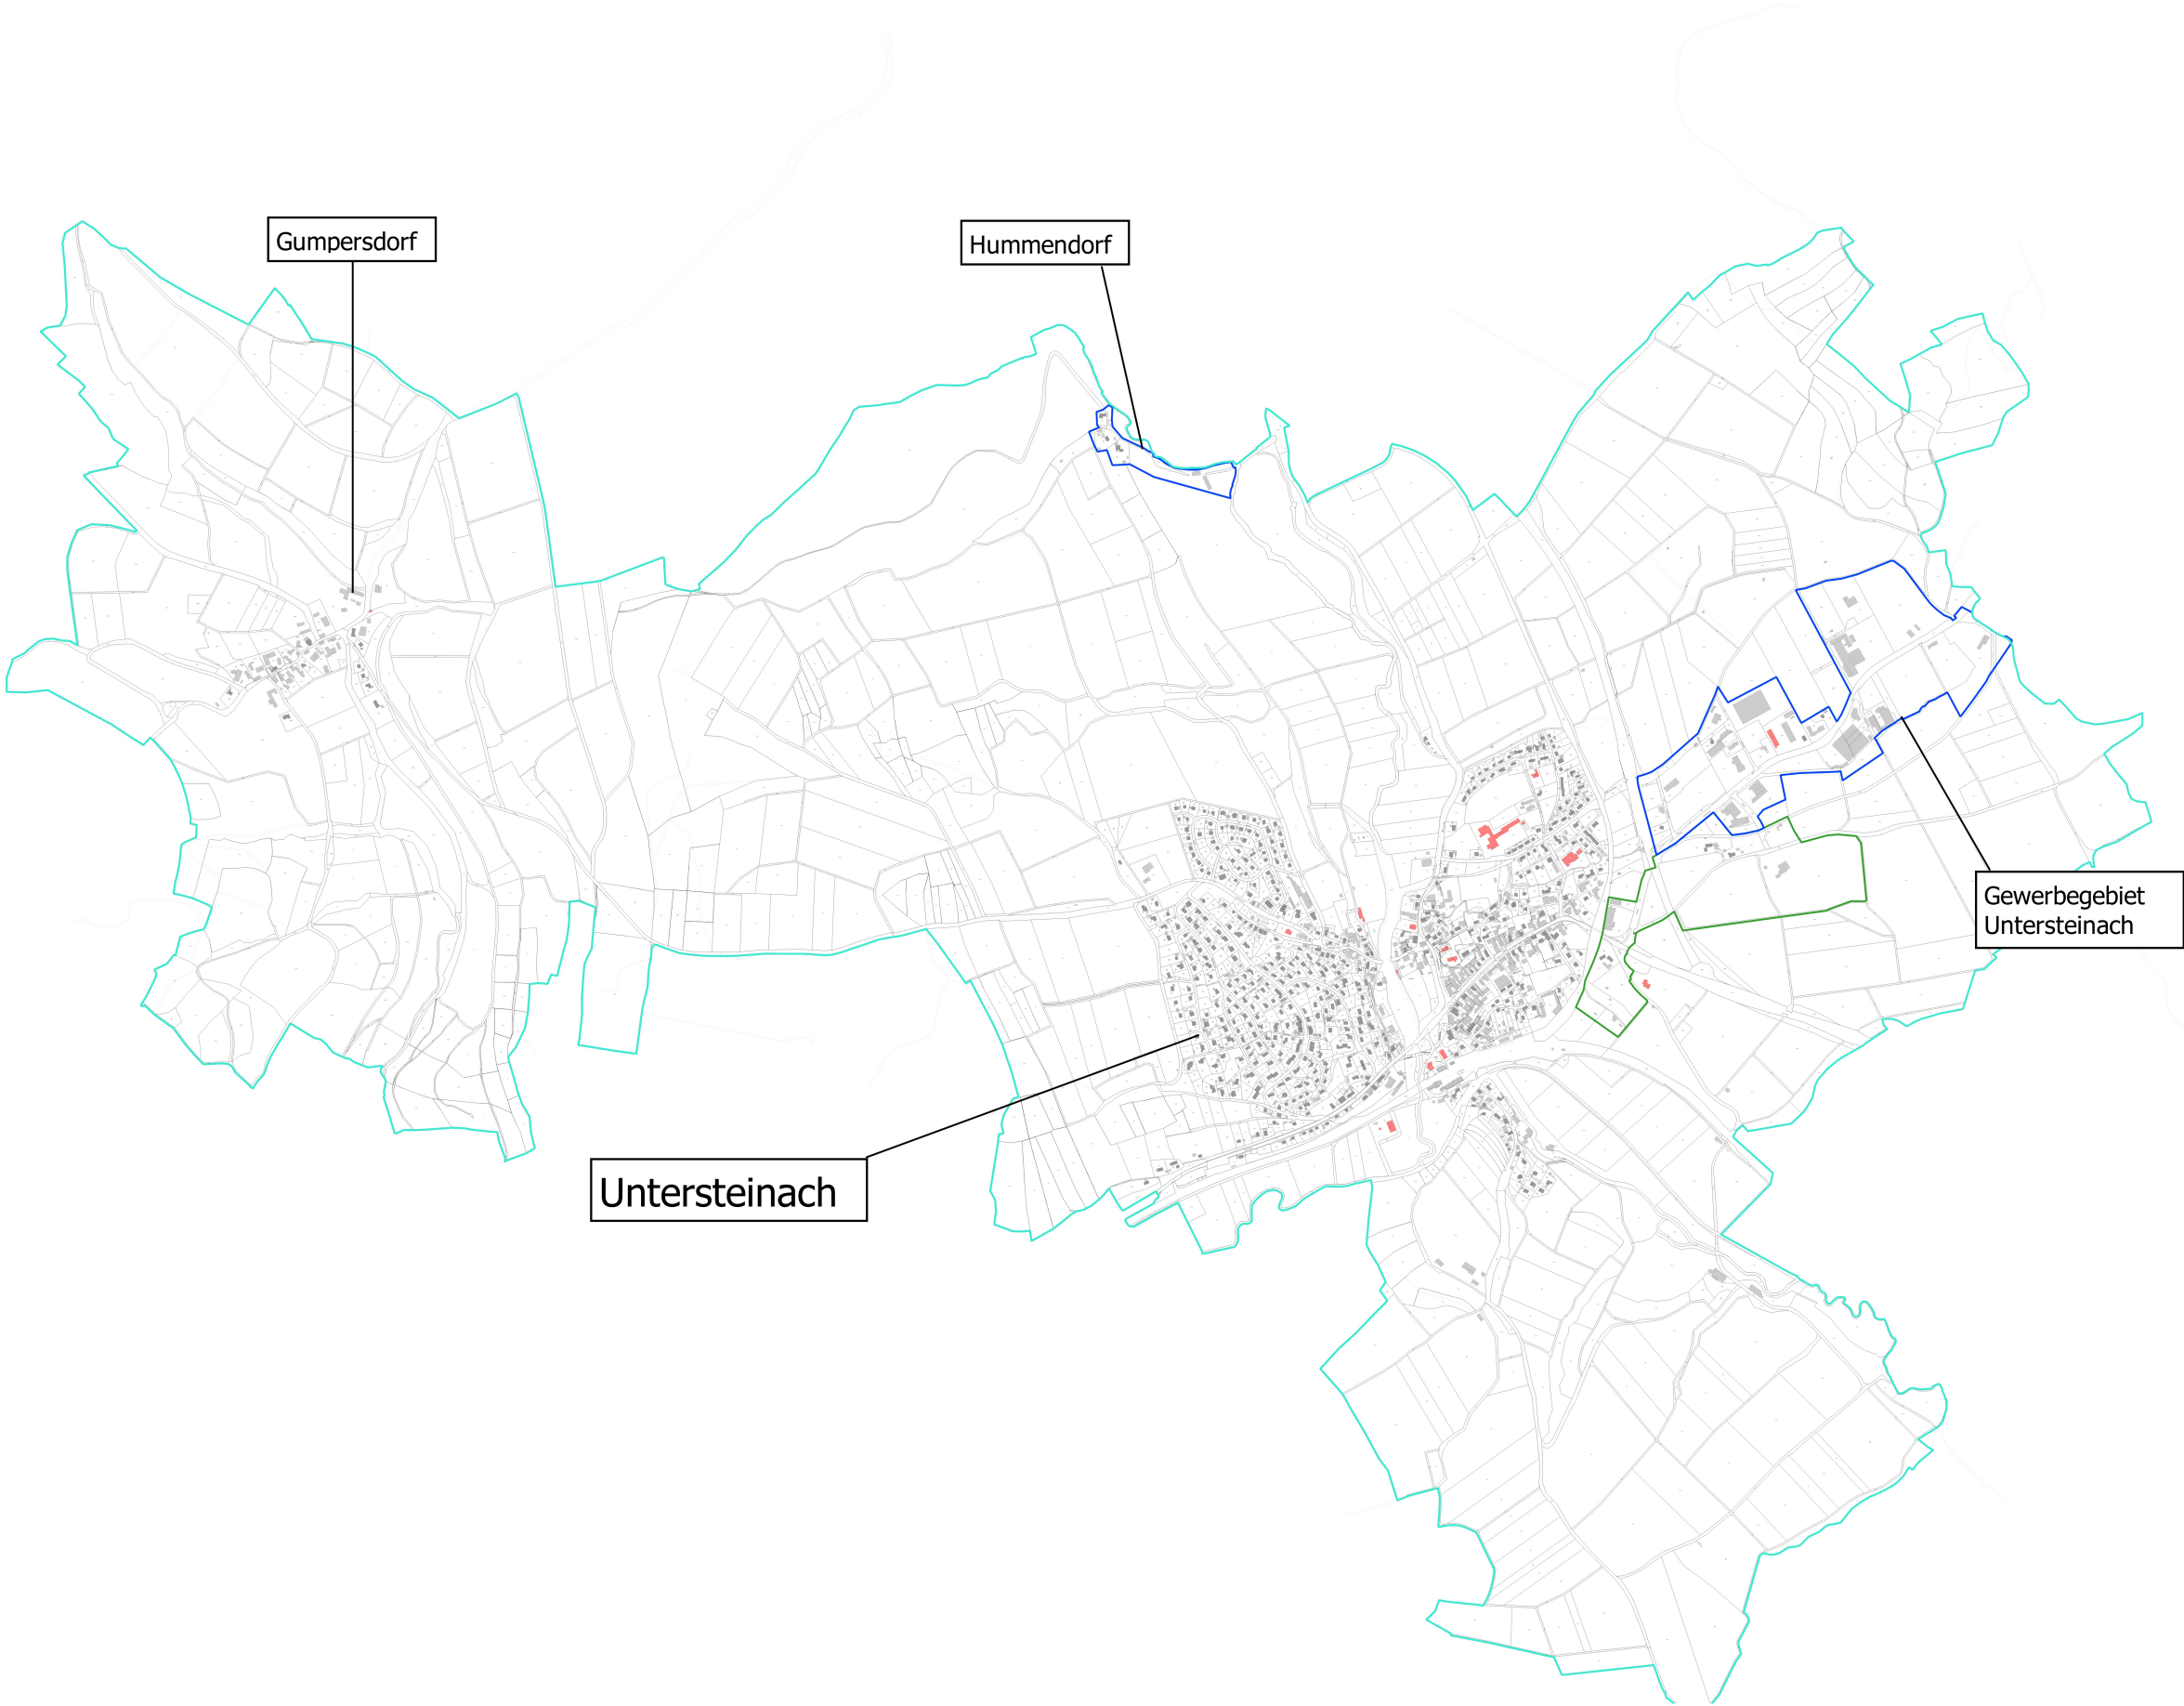 Gumpersdorf
Hummendorf
Gewerbegebiet
Untersteinach
Untersteinach